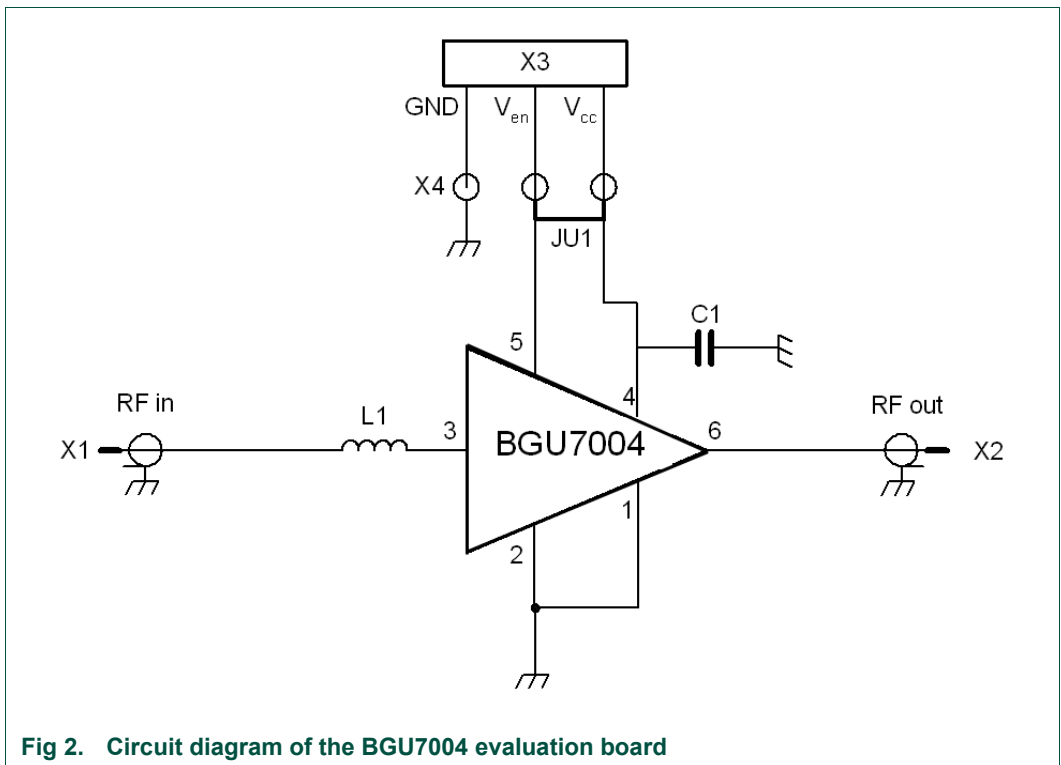 X3
GND V_en V_cc
X4
JU1
C1
5
4
RF in
L1
RF out
X1
3
BGU7004
6
X2
1
2
Fig 2. Circuit diagram of the BGU7004 evaluation board